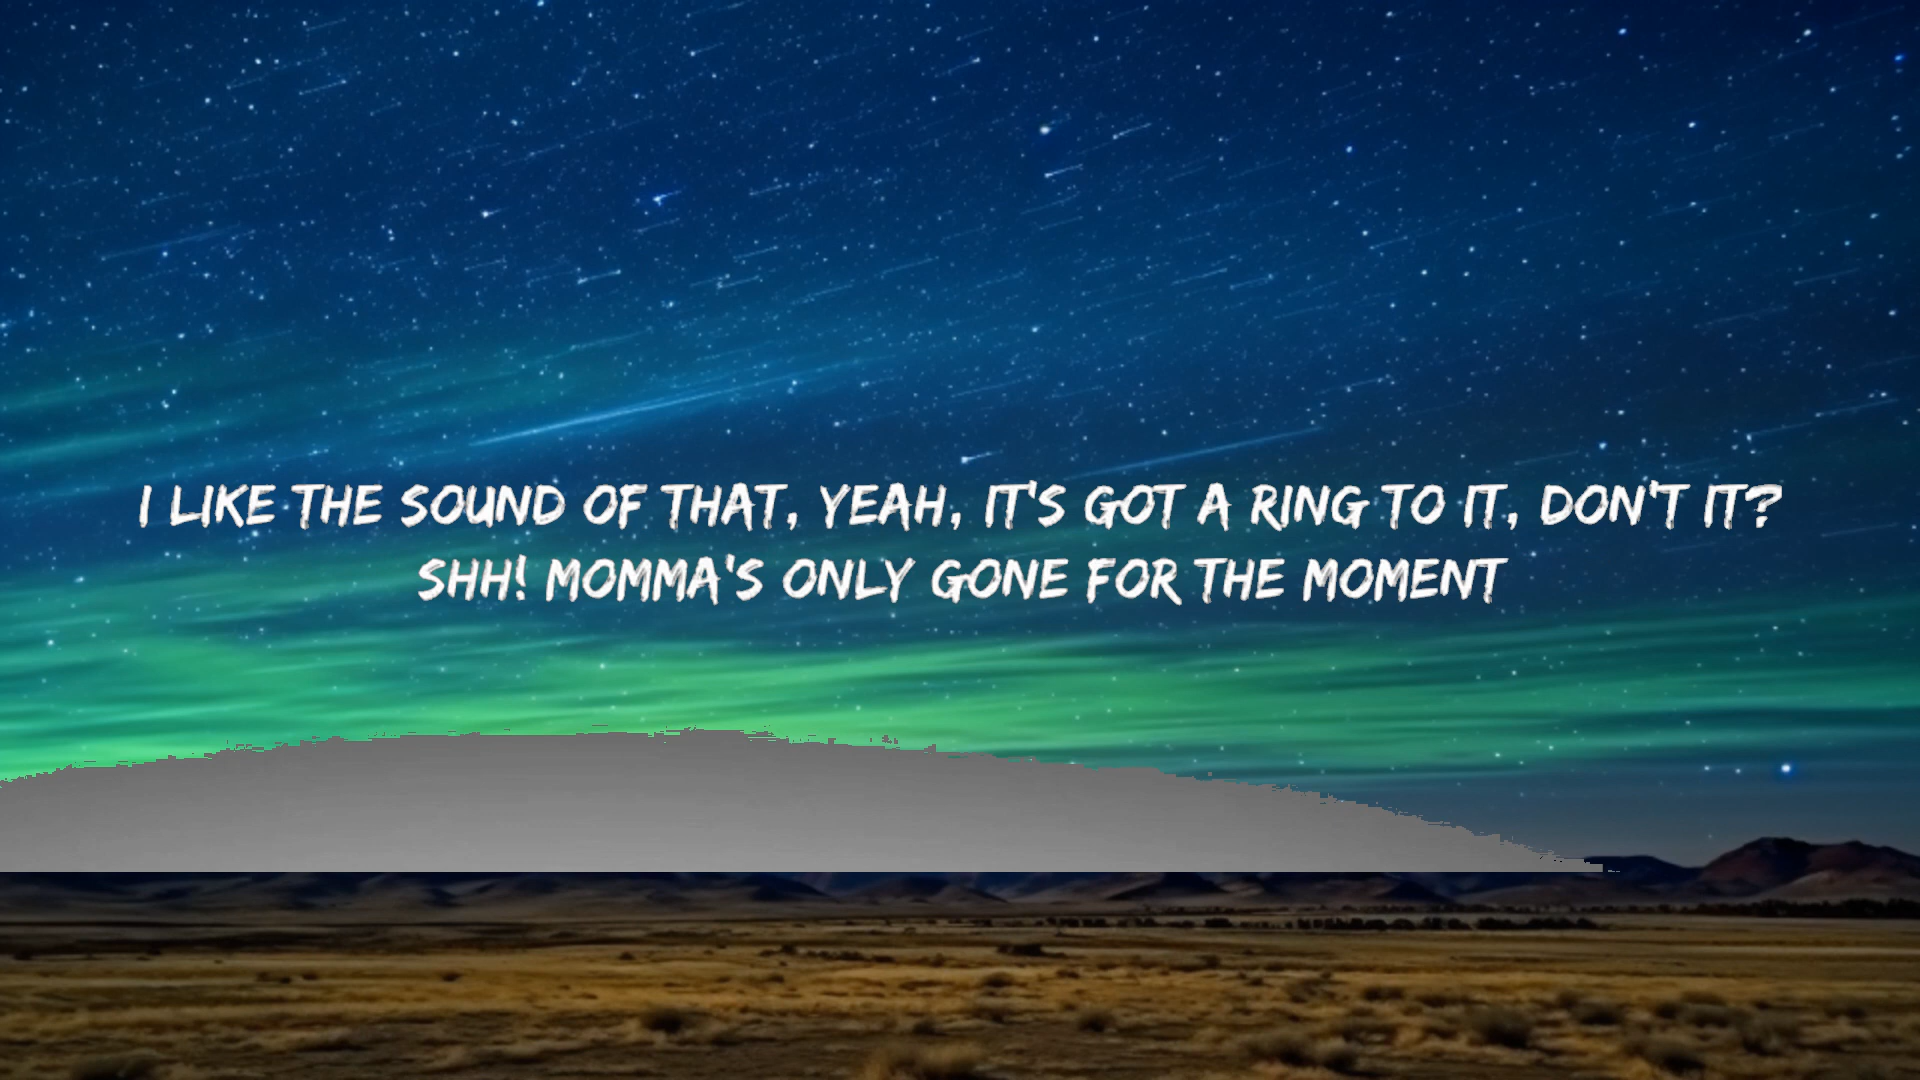 I LIKE THE SOUND OF THAT, YEAH, IT'S GOT A RING TO IT, DON'T IT?
SHH! MOMMA'S ONLY GONE FOR THE MOMENT